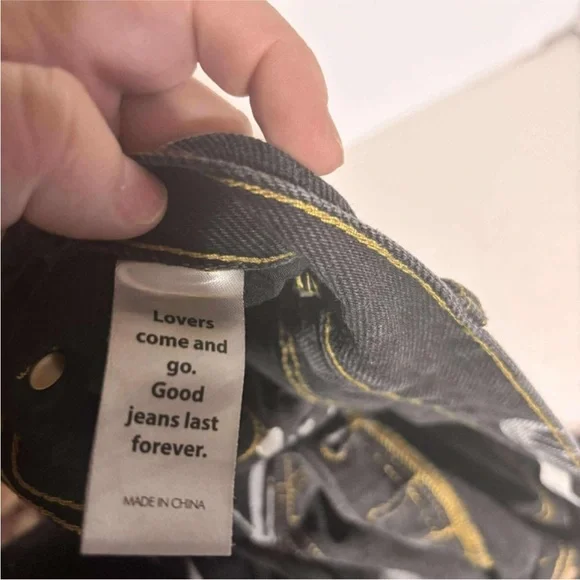 Lovers
come and
go.
Good
jeans last
forever.
MADE IN CHINA